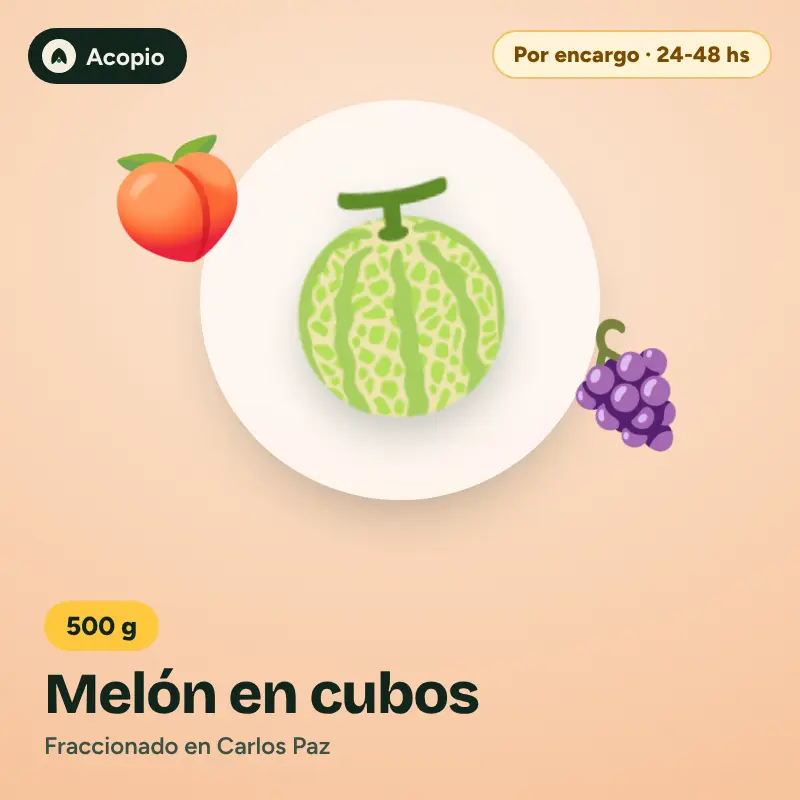 Acopio
Por encargo · 24-48 hs
500 g
Melón en cubos
Fraccionado en Carlos Paz